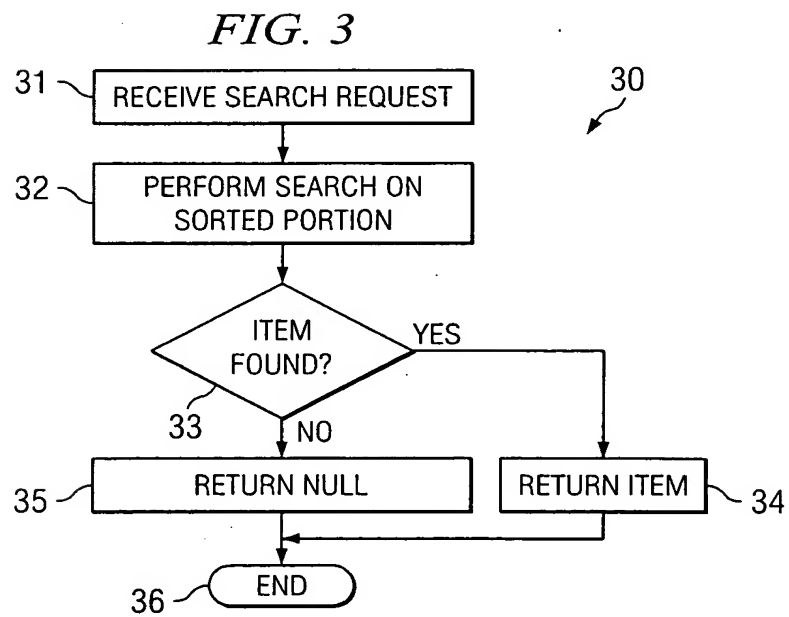 FIG. 3
31
RECEIVE SEARCH REQUEST
30
32
PERFORM SEARCH ON
SORTED PORTION
ITEM
FOUND?
YES
33
NO
35
RETURN NULL
RETURN ITEM
34
36
END